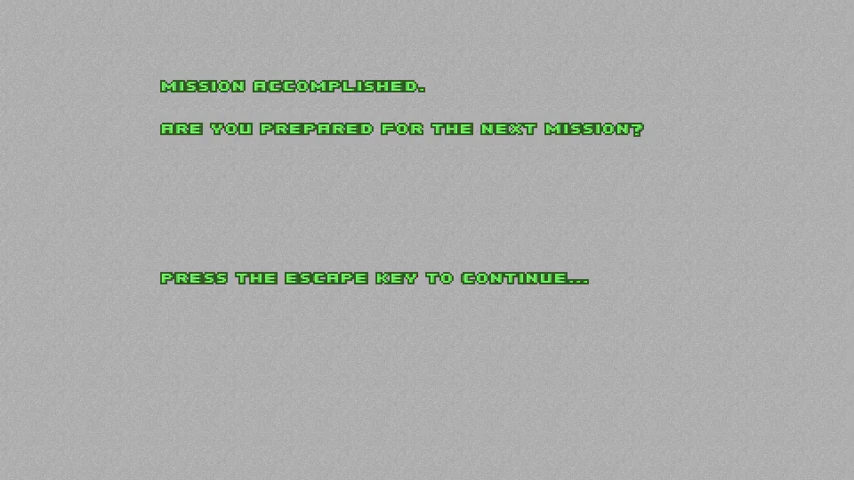 MISSION ACCOMPLISHED.
ARE YOU PREPARED FOR THE NEXT MISSION?
PRESS THE ESCAPE KEY TO CONTINUE...